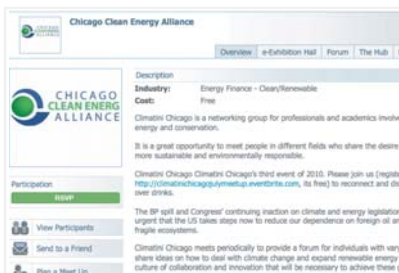 Chicago Clean Energy Alliance
Overview e-Exhibition Hall Forum The Hub
CHICAGO
CLEAN ENERG
ALLIANCE
Participation
RSVP
View Participants
Send to a Friend
Plan a Meet Up
Description
Industry: Energy Finance - Clean/Renewable
Cost: Free
Climatini Chicago is a networking group for professionals and academics involv
energy and conservation.
It is a great opportunity to meet people in different fields who share the desire
more sustainable and environmentally responsible.
Climatini Chicago Climatini Chicago's third event of 2010. Please join us (regist
http://climatinichicagojulymeetup.eventbrite.com, its free) to reconnect and dis
over drinks.
The BP spill and Congress' continuing inaction on climate and energy legislation
urgent that the US takes steps now to reduce our dependence on foreign oil an
fragile ecosystems.
Climatini Chicago meets periodically to provide a forum for individuals with vary
share ideas on how to deal with climate change and expand renewable energy
culture of collaboration and innovation that will be necessary to achieve these